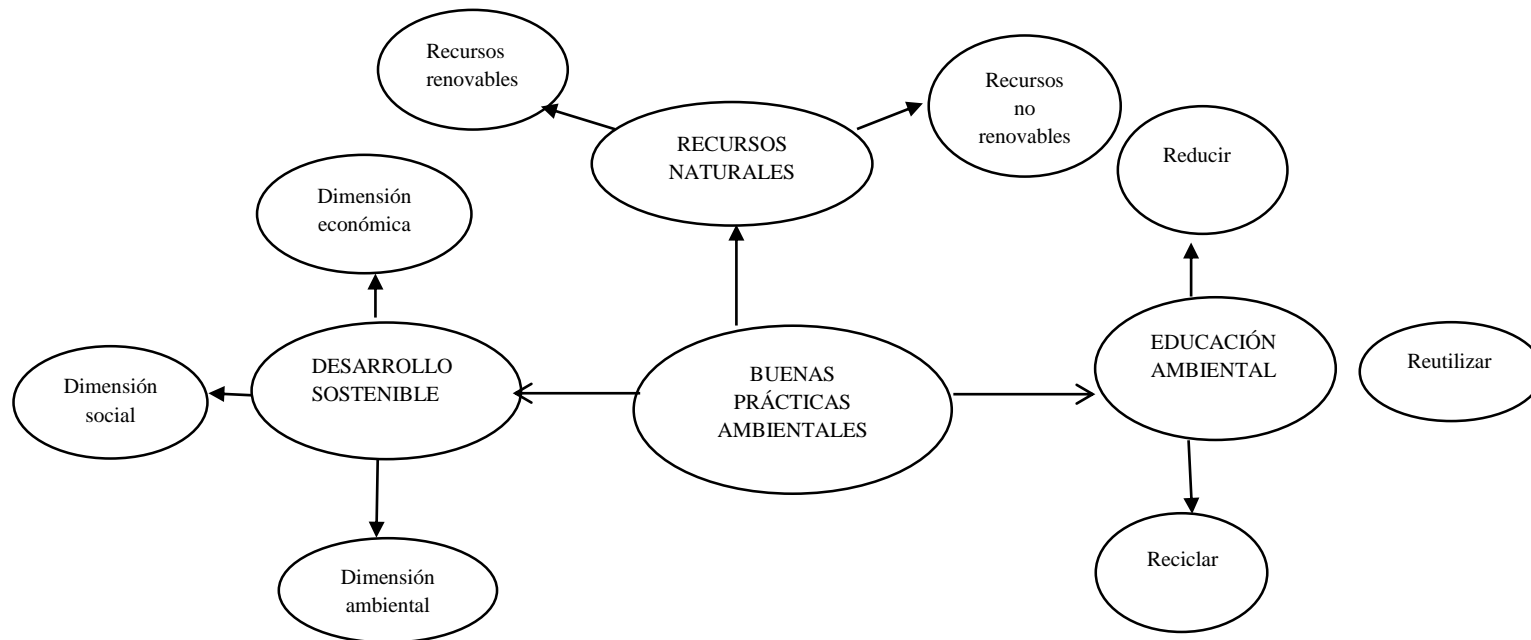 Recursos
renovables
Recursos
no
renovables
RECURSOS
NATURALES
Reducir
Dimensión
económica
DESARROLLO
SOSTENIBLE
BUENAS
PRÁCTICAS
AMBIENTALES
EDUCACIÓN
AMBIENTAL
Reutilizar
Dimensión
social
Dimensión
ambiental
Reciclar